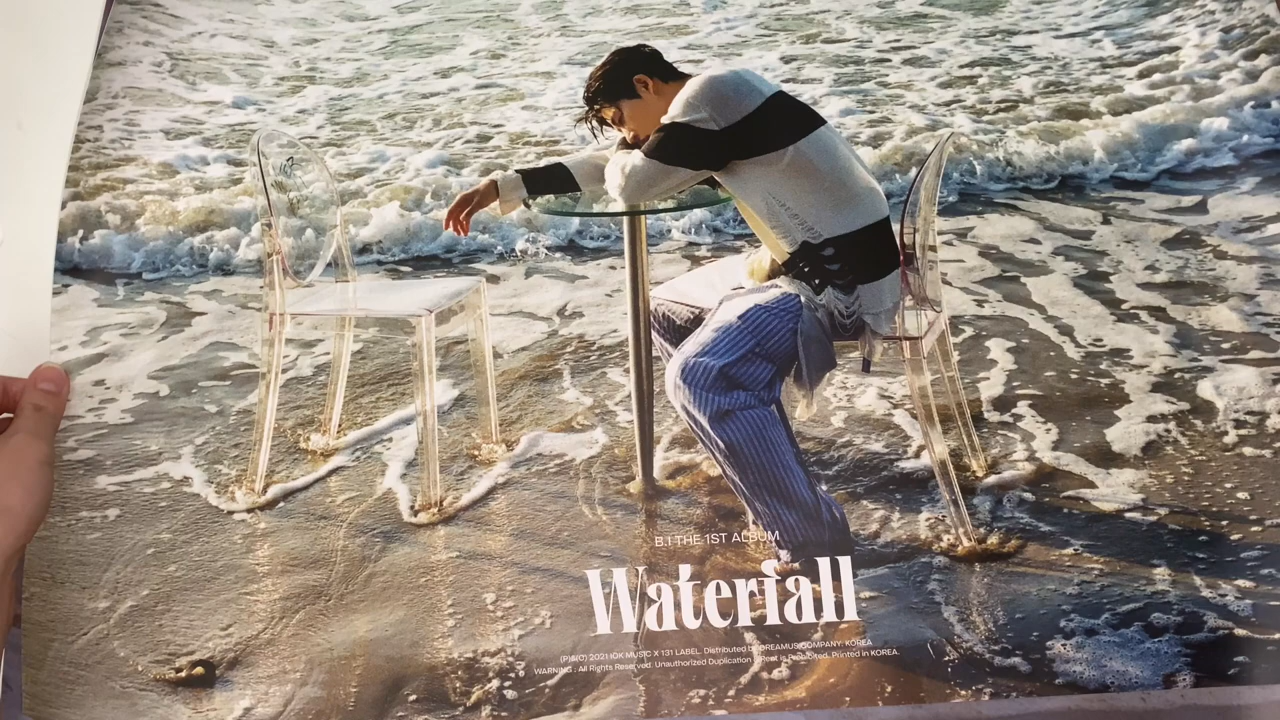 B.I THE 1ST ALBUM
Waterfall
(P)&(C) 2021 IOK MUSIC X 131 LABEL. Distributed by DREAMUS COMPANY. KOREA
WARNING : All Rights Reserved. Unauthorized Duplication Rest is Prohibited. Printed in KOREA.